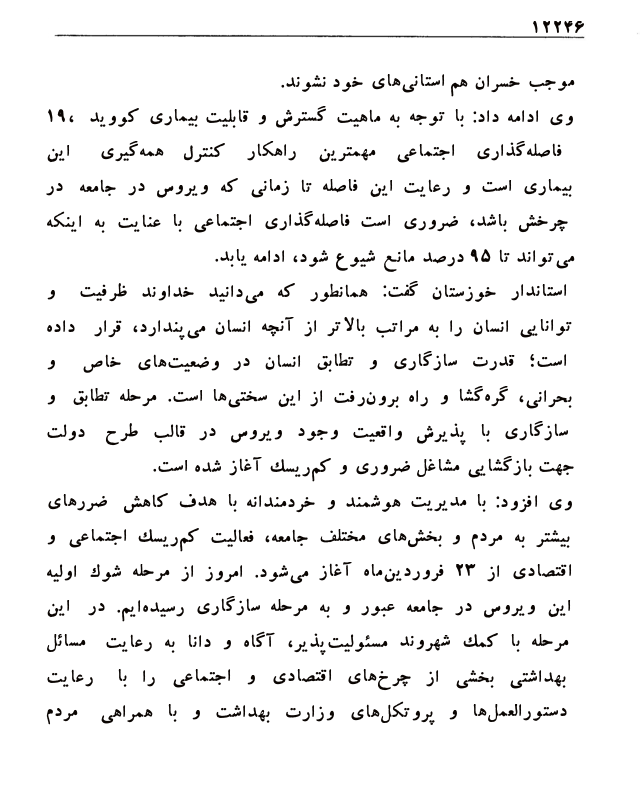 ۱۲۲۴۶
موجب خسران هم استانی‌های خود نشوند.
وی ادامه داد: با توجه به ماهیت گسترش و قابلیت بیماری کووید ۱۹،
فاصله‌گذاری اجتماعی مهمترین راهکار کنترل همه‌گیری این
بیماری است و رعایت این فاصله تا زمانی که ویروس در جامعه در
چرخش باشد، ضروری است فاصله‌گذاری اجتماعی با عنایت به اینکه
می‌تواند تا ۹۵ درصد مانع شیوع شود، ادامه یابد.
استاندار خوزستان گفت: همانطور که می‌دانید خداوند ظرفیت و
توانایی انسان را به مراتب بالاتر از آنچه انسان می‌پندارد، قرار داده
است؛ قدرت سازگاری و تطابق انسان در وضعیت‌های خاص و
بحرانی، گره‌گشا و راه برون‌رفت از این سختی‌ها است. مرحله تطابق و
سازگاری با پذیرش واقعیت وجود ویروس در قالب طرح دولت
جهت بازگشایی مشاغل ضروری و کم‌ریسك آغاز شده است.
وی افزود: با مدیریت هوشمند و خردمندانه با هدف کاهش ضررهای
بیشتر به مردم و بخش‌های مختلف جامعه، فعالیت کم‌ریسك اجتماعی و
اقتصادی از ۲۳ فروردین‌ماه آغاز می‌شود. امروز از مرحله شوك اولیه
این ویروس در جامعه عبور و به مرحله سازگاری رسیده‌ایم. در این
مرحله با کمك شهروند مسئولیت‌پذیر، آگاه و دانا به رعایت مسائل
بهداشتی بخشی از چرخ‌های اقتصادی و اجتماعی را با رعایت
دستورالعمل‌ها و پروتکل‌های وزارت بهداشت و با همراهی مردم